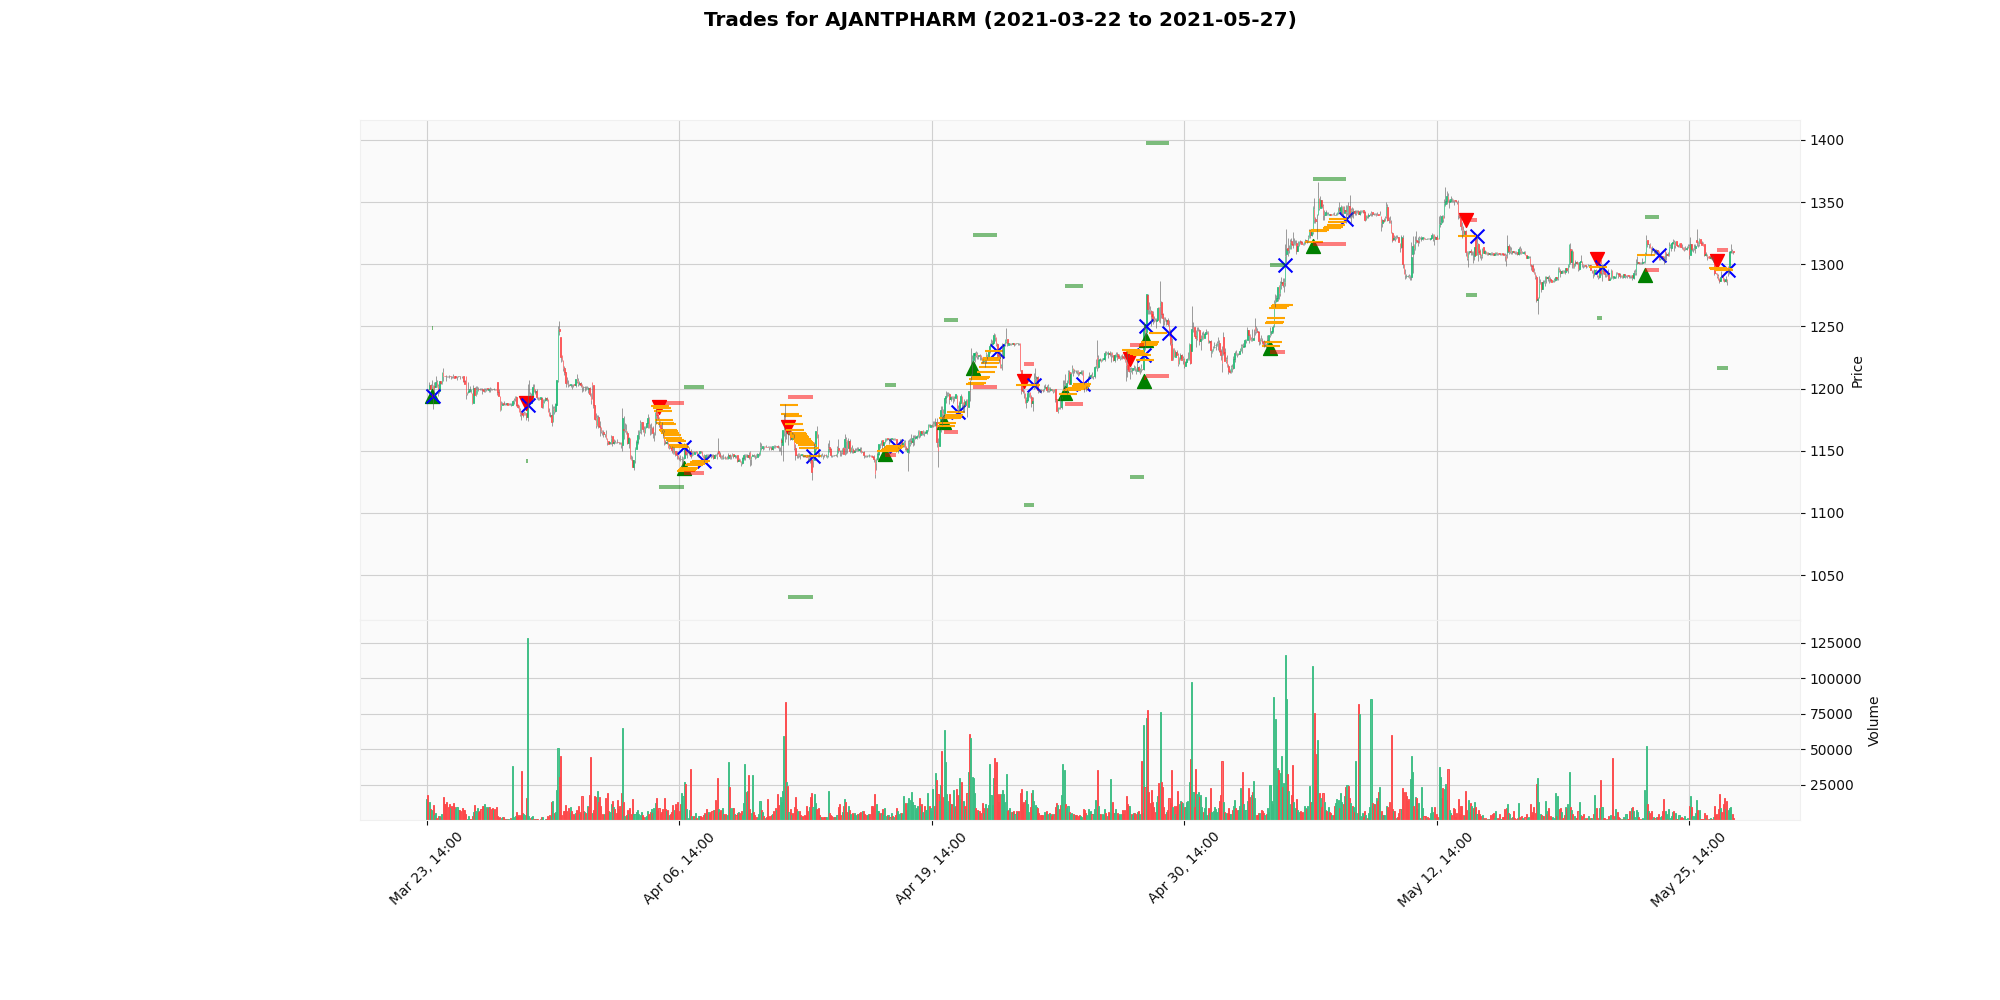 Trades for AJANTPHARM (2021-03-22 to 2021-05-27)
1400
1350
1300
1250
1200
1150
1100
1050
Price
125000
100000
75000
50000
25000
Volume
Mar 23, 14:00
Apr 06, 14:00
Apr 19, 14:00
Apr 30, 14:00
May 12, 14:00
May 25, 14:00